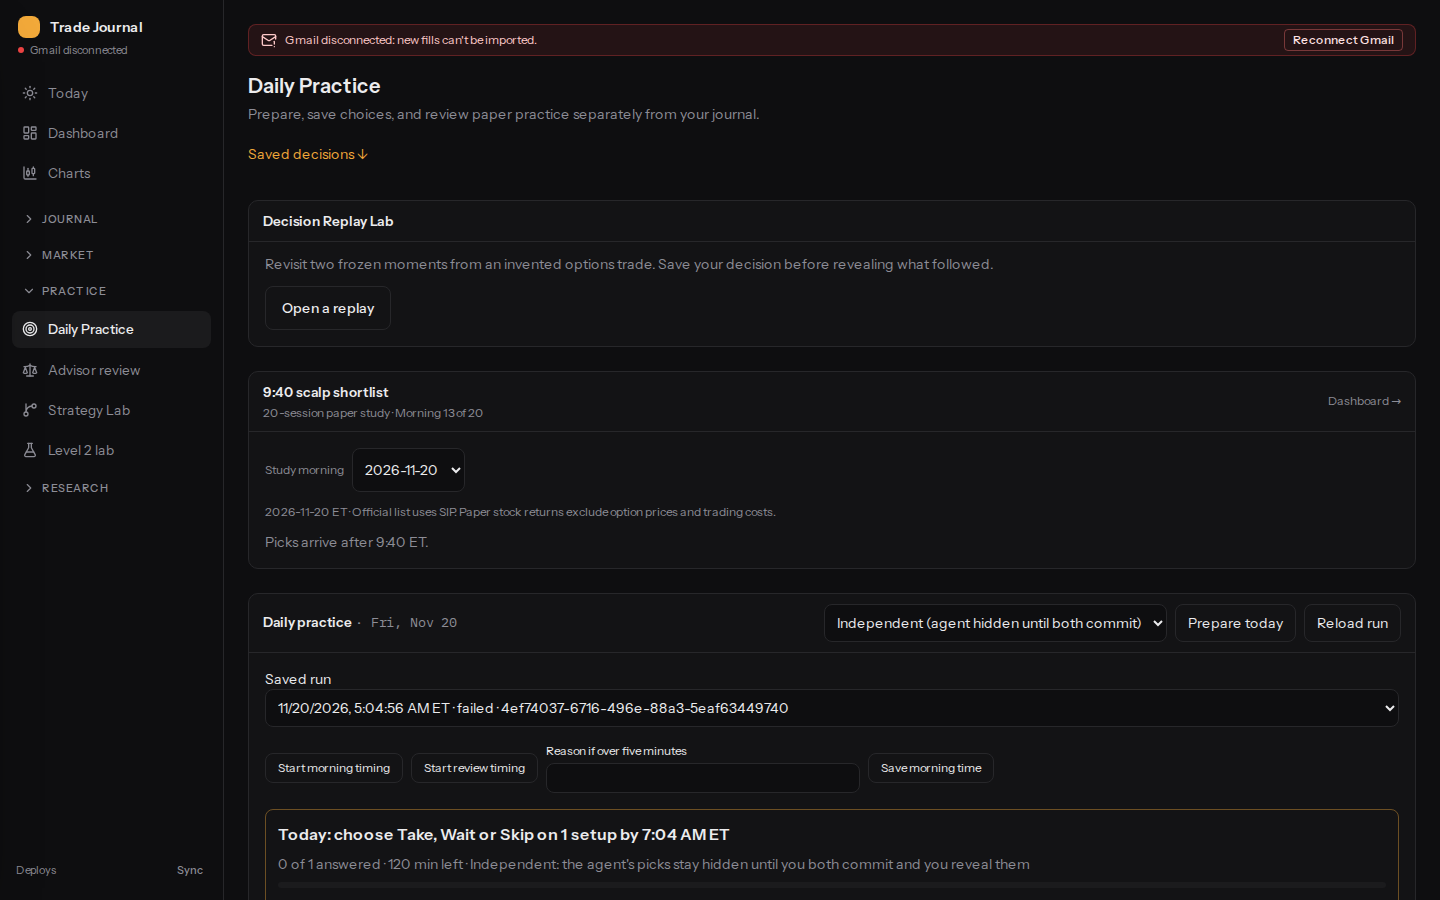 Trade Journal
Gmail disconnected
Today
Dashboard
Charts
JOURNAL
MARKET
PRACTICE
Daily Practice
Advisor review
Strategy Lab
Level 2 lab
RESEARCH
Deploys
Sync
Gmail disconnected: new fills can't be imported.
Reconnect Gmail
Daily Practice
Prepare, save choices, and review paper practice separately from your journal.
Saved decisions ↓
Decision Replay Lab
Revisit two frozen moments from an invented options trade. Save your decision before revealing what followed.
Open a replay
9:40 scalp shortlist
20-session paper study · Morning 13 of 20
Dashboard →
Study morning
2026-11-20
2026-11-20 ET · Official list uses SIP. Paper stock returns exclude option prices and trading costs.
Picks arrive after 9:40 ET.
Daily practice · Fri, Nov 20
Independent (agent hidden until both commit)
Prepare today
Reload run
Saved run
11/20/2026, 5:04:56 AM ET · failed · 4ef74037-6716-496e-88a3-5eaf63449740
Start morning timing
Start review timing
Reason if over five minutes
Save morning time
Today: choose Take, Wait or Skip on 1 setup by 7:04 AM ET
0 of 1 answered · 120 min left · Independent: the agent's picks stay hidden until you both commit and you reveal them